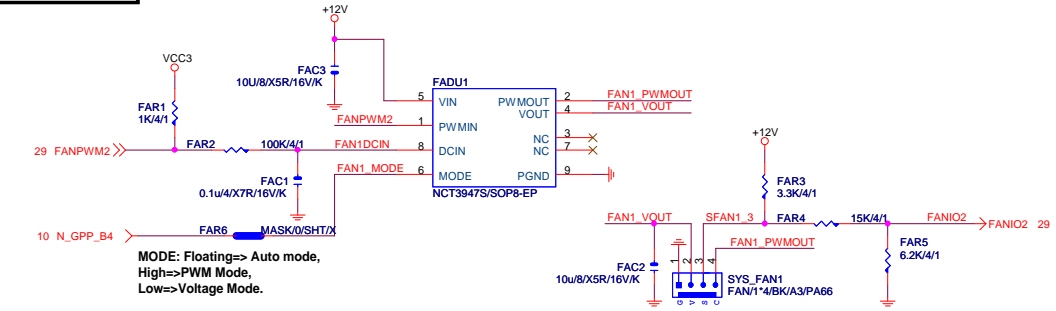 +12V
VCC3
FAC3
10U/8/X5R/16V/K
FADU1
FAR1
1K/4/1
5 VIN
PWMOUT 2 FAN1_PWMOUT
VOUT 4 FAN1_VOUT
FANPWM2 1 PWMIN
NC 3
29 FANPWM2
FAR2 100K/4/1
FAN1DCIN 8 DCIN
NC 7
+12V
FAC1
0.1u/4/X7R/16V/K
FAN1_MODE 6 MODE
PGND 9
NCT3947S/SOP8-EP
FAR3
3.3K/4/1
FAN1_VOUT
SFAN1_3
FAR4 15K/4/1
FANIO2
FANIO2 29
10 N_GPP_B4
FAR6 MASK/0/SHT/X
FAN1_PWMOUT
FAR5
6.2K/4/1
MODE: Floating=> Auto mode,
High=>PWM Mode,
Low=>Voltage Mode.
FAC2
10u/8/X5R/16V/K
1 2 3 4
SYS_FAN1
FAN/1*4/BK/A3/PA66
G V S C